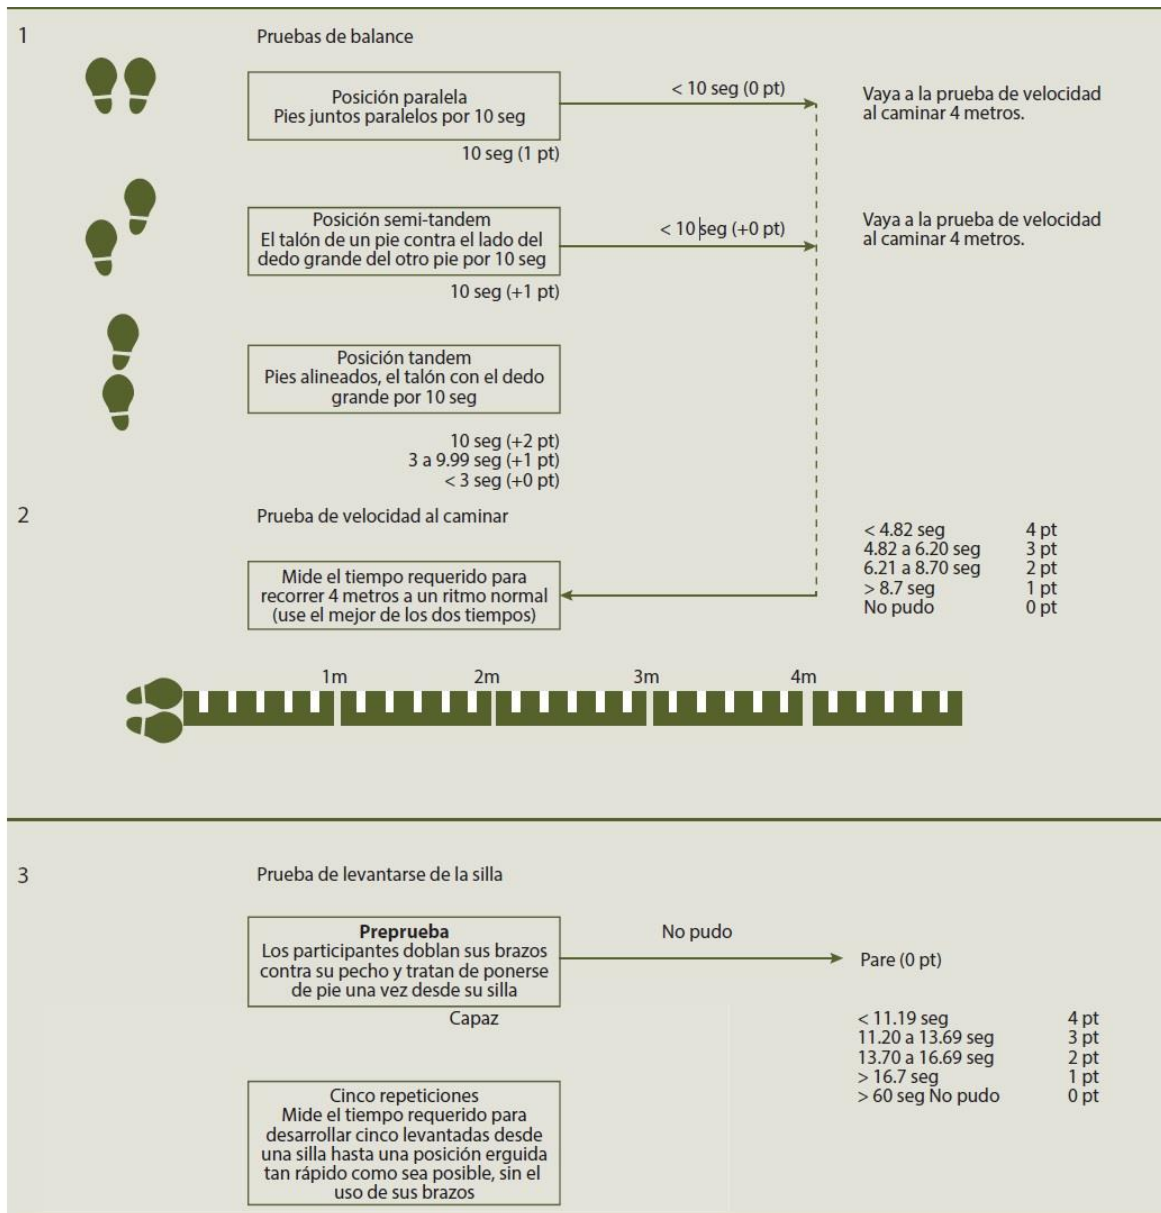 1
Pruebas de balance
Posición paralela
Pies juntos paralelos por 10 seg
< 10 seg (0 pt)
Vaya a la prueba de velocidad
al caminar 4 metros.
10 seg (1 pt)
Posición semi-tandem
El talón de un pie contra el lado del
dedo grande del otro pie por 10 seg
< 10 seg (+0 pt)
Vaya a la prueba de velocidad
al caminar 4 metros.
10 seg (+1 pt)
Posición tandem
Pies alineados, el talón con el dedo
grande por 10 seg
10 seg (+2 pt)
3 a 9.99 seg (+1 pt)
< 3 seg (+0 pt)
2
Prueba de velocidad al caminar
Mide el tiempo requerido para
recorrer 4 metros a un ritmo normal
(use el mejor de los dos tiempos)
< 4.82 seg 4 pt
4.82 a 6.20 seg 3 pt
6.21 a 8.70 seg 2 pt
> 8.7 seg 1 pt
No pudo 0 pt
1m 2m 3m 4m
3
Prueba de levantarse de la silla
Preprueba
Los participantes doblan sus brazos
contra su pecho y tratan de ponerse
de pie una vez desde su silla
No pudo
Pare (0 pt)
Capaz
< 11.19 seg 4 pt
11.20 a 13.69 seg 3 pt
13.70 a 16.69 seg 2 pt
> 16.7 seg 1 pt
> 60 seg No pudo 0 pt
Cinco repeticiones
Mide el tiempo requerido para
desarrollar cinco levantadas desde
una silla hasta una posición erguida
tan rápido como sea posible, sin el
uso de sus brazos